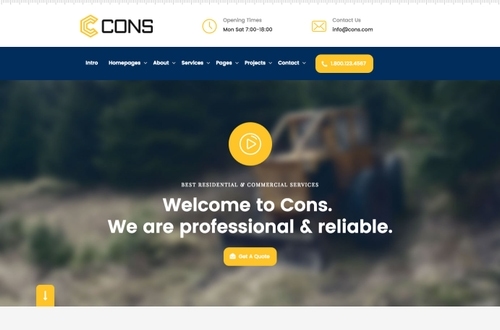 CONS
Opening Times
Mon Sat 7:00-18:00
Contact Us
info@cons.com
Intro
Homepages
About
Services
Pages
Projects
Contact
1.800.123.4567
BEST RESIDENTIAL & COMMERCIAL SERVICES
Welcome to Cons.
We are professional & reliable.
Get A Quote